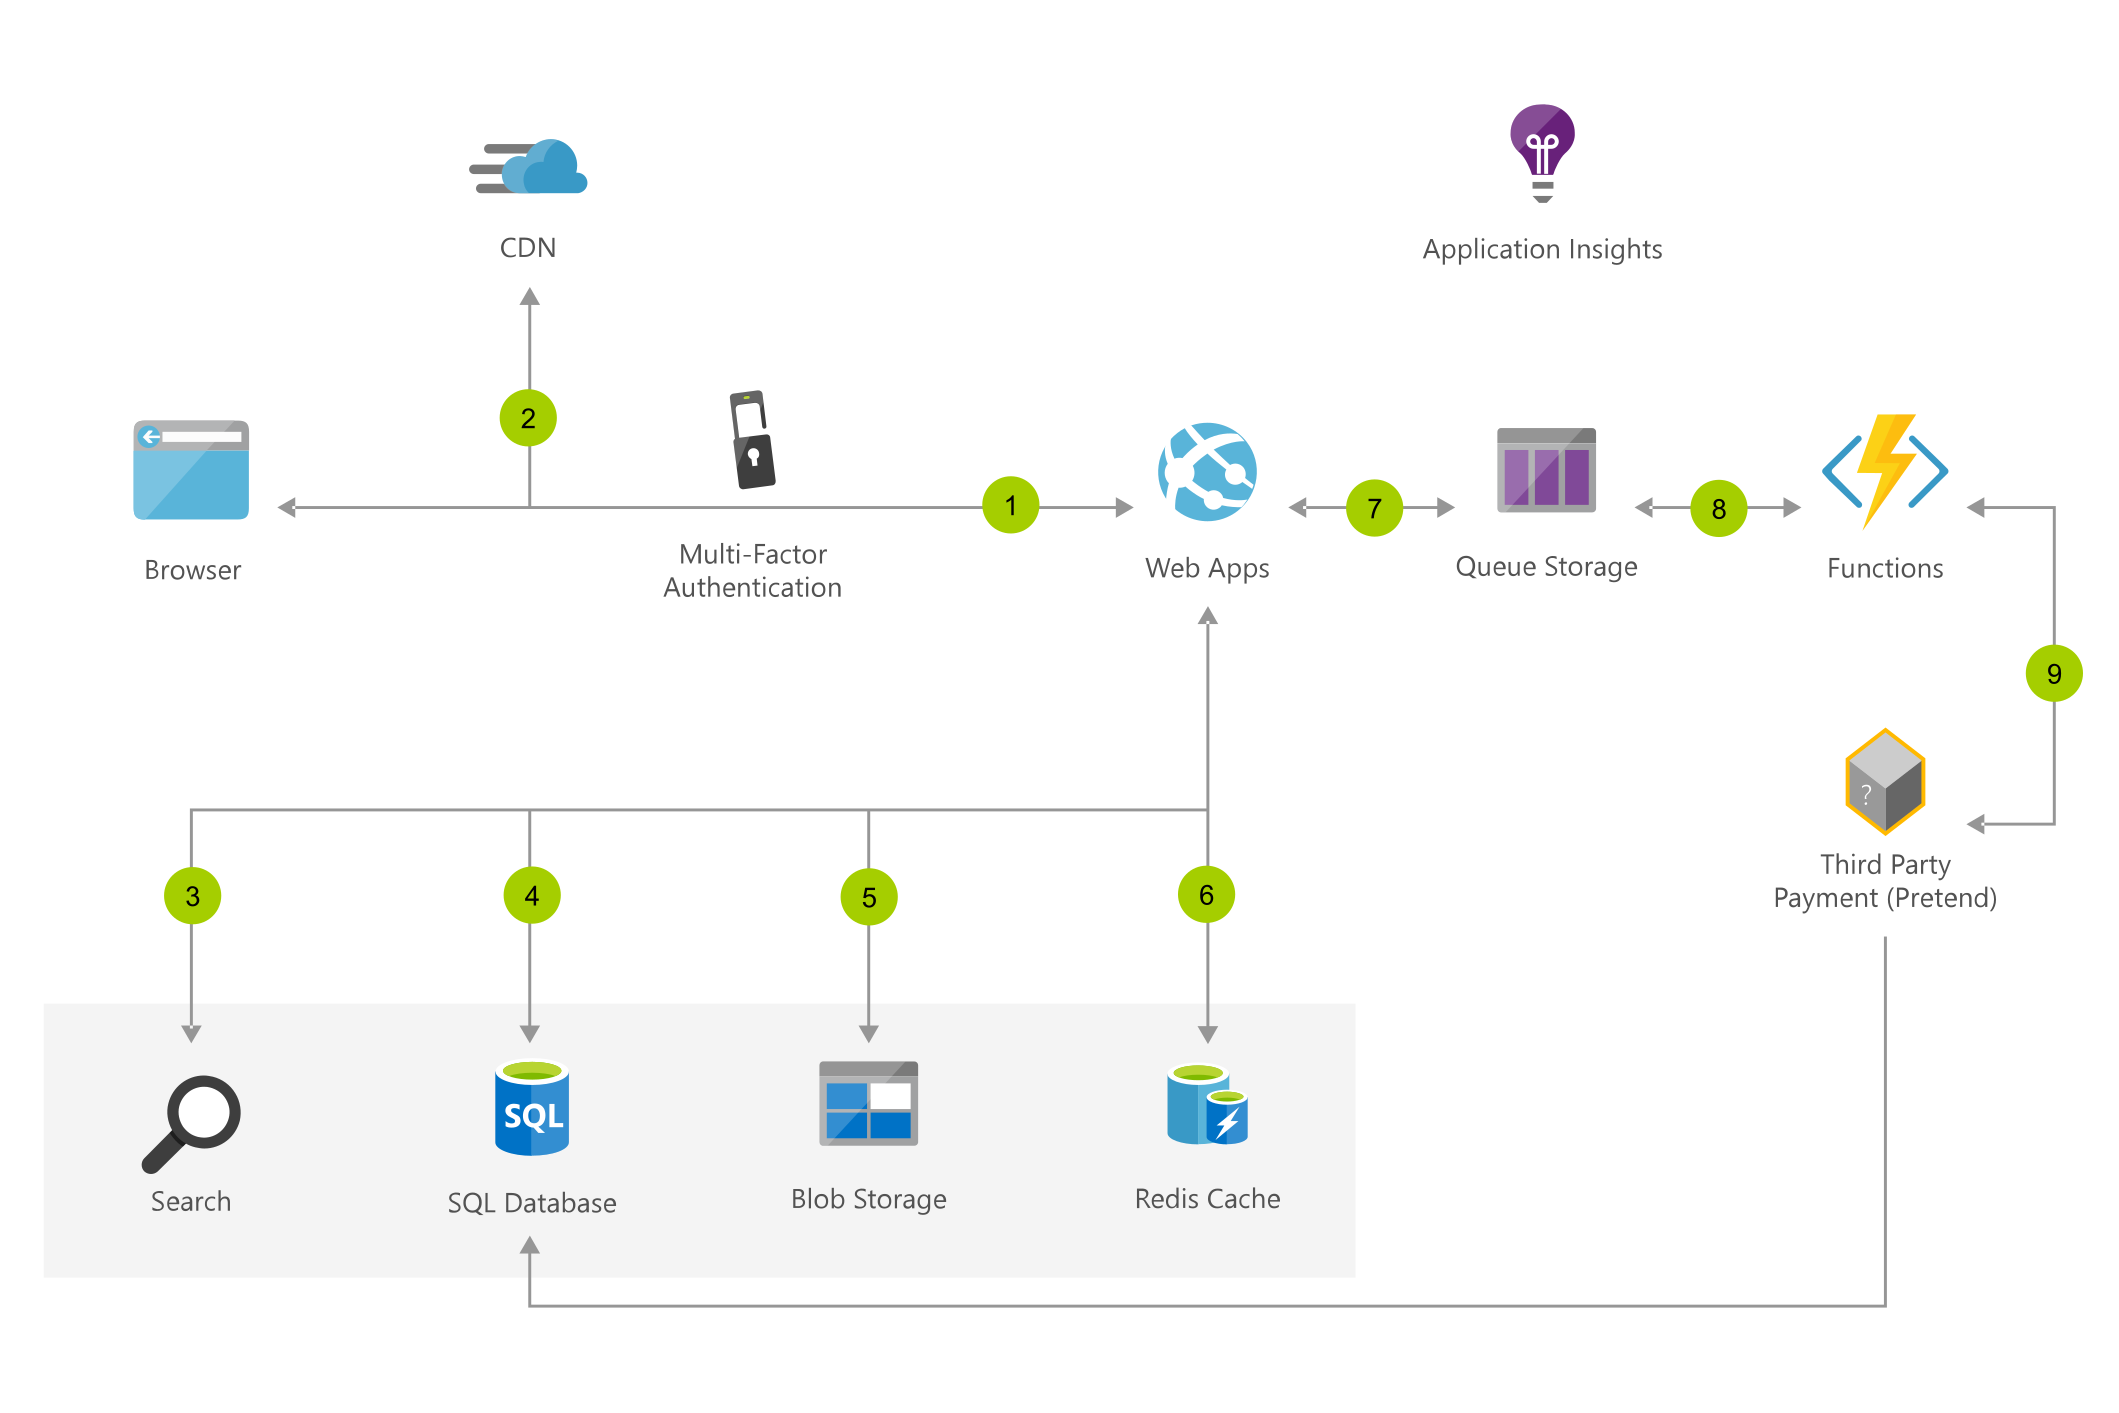 CDN
Application Insights
2
1
7
8
Browser
Multi-Factor
Authentication
Web Apps
Queue Storage
Functions
9
?
Third Party
Payment (Pretend)
3
4
5
6
SQL
Search
SQL Database
Blob Storage
Redis Cache